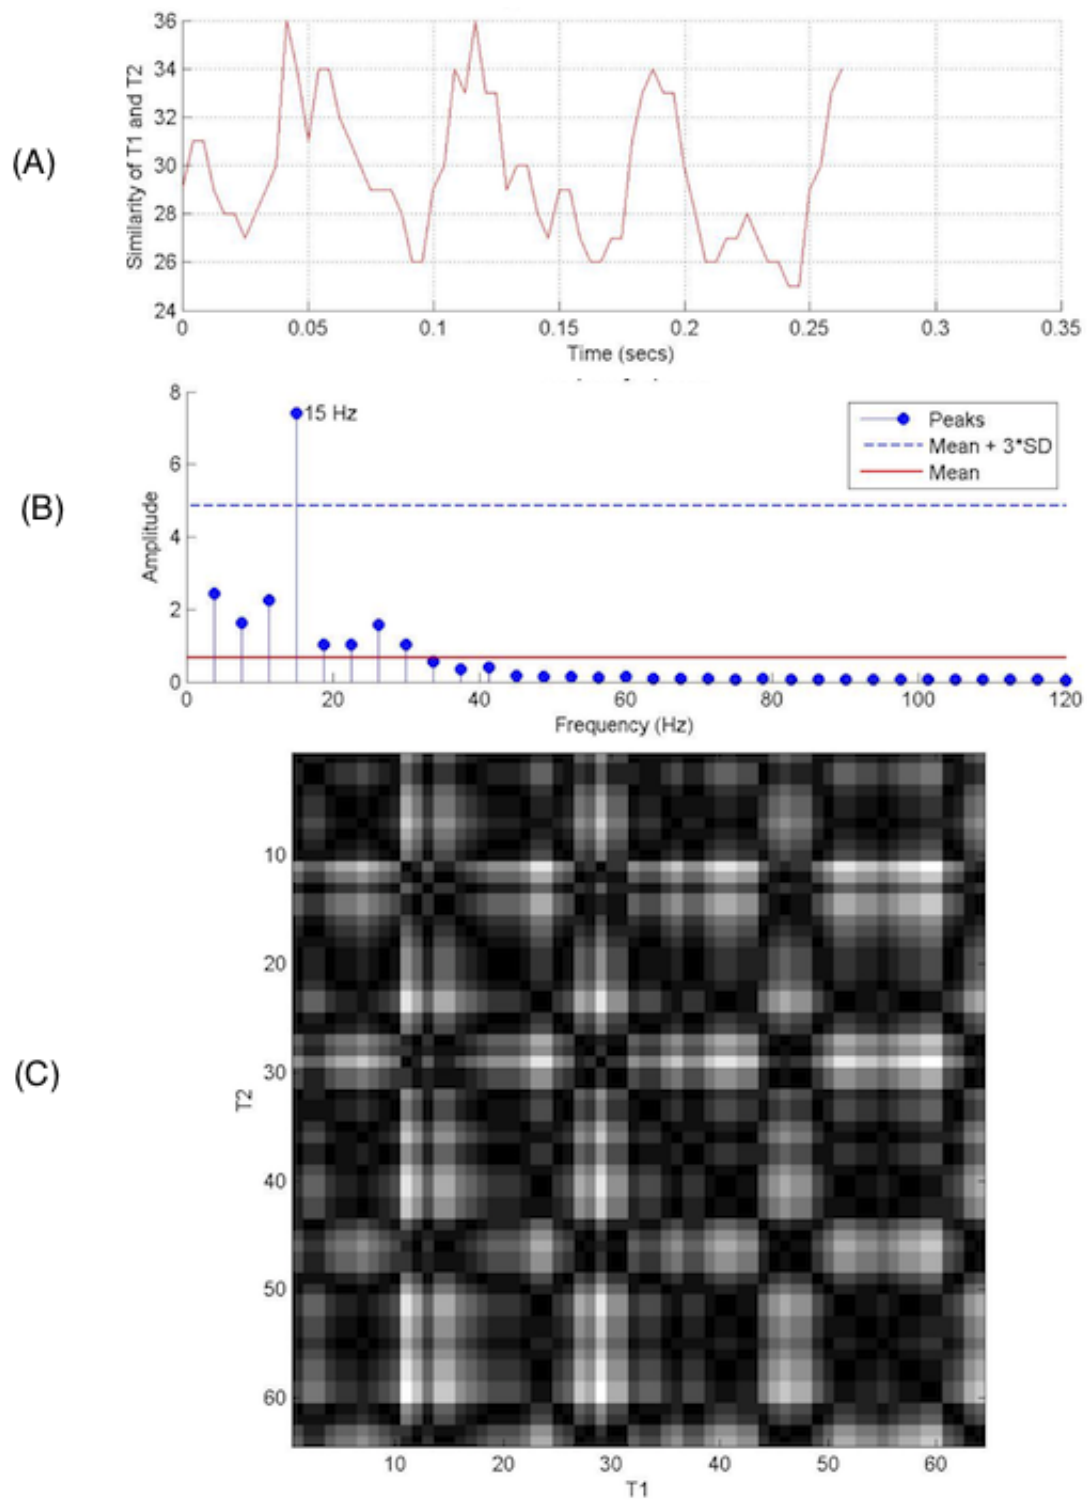 (A)
Similarity of T1 and T2
36
34
32
30
28
26
24
0 0.05 0.1 0.15 0.2 0.25 0.3 0.35
Time (secs)
(B)
Amplitude
8
6
4
2
0
15 Hz
Peaks
Mean + 3*SD
Mean
0 20 40 60 80 100 120
Frequency (Hz)
(C)
T2
10
20
30
40
50
60
10 20 30 40 50 60
T1